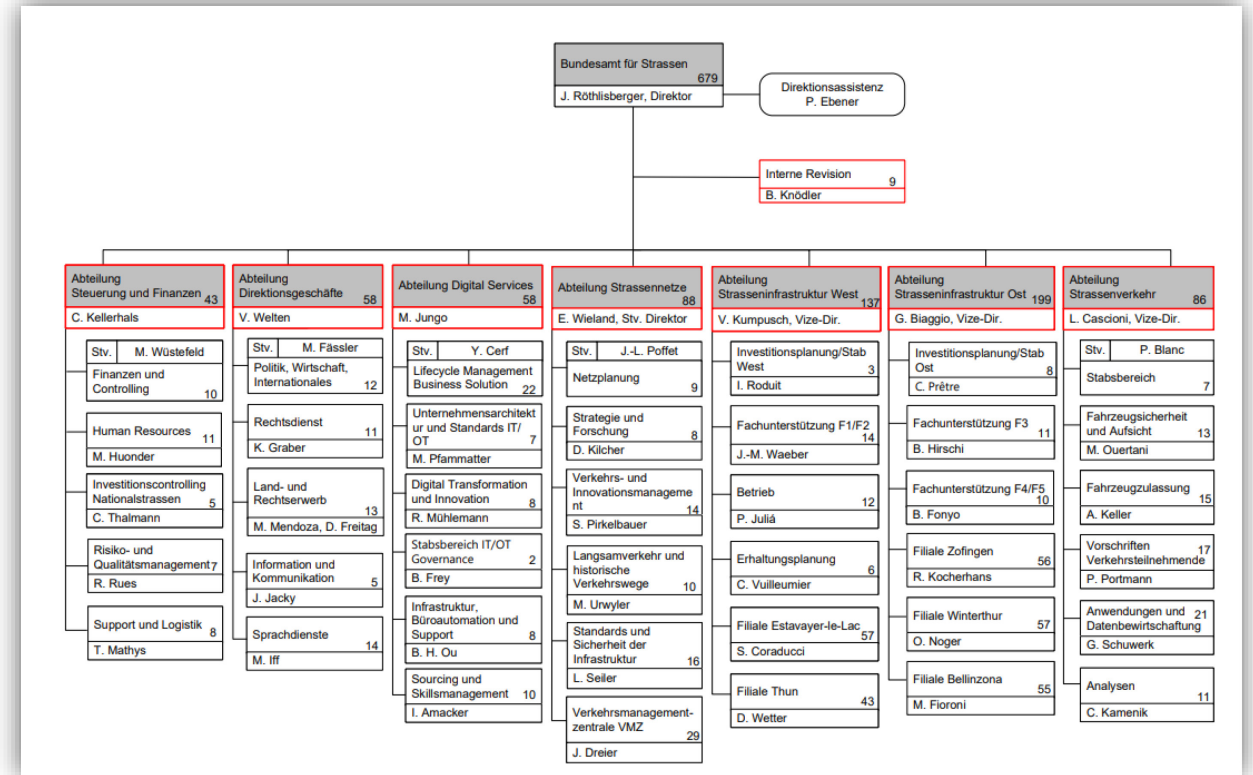 Bundesamt für Strassen
679
J. Röthlisberger, Direktor
Direktionsassistenz
P. Ebener
Interne Revision
9
B. Knödler
Abteilung
Steuerung und Finanzen 43
C. Kellerhals
Stv. M. Wüstefeld
Finanzen und
Controlling
10
Human Resources
11
M. Huonder
Investitionscontrolling
Nationalstrassen
5
C. Thalmann
Risiko- und
Qualitätsmanagement 7
R. Rues
Support und Logistik
8
T. Mathys
Abteilung
Direktionsgeschäfte
58
V. Welten
Stv. M. Fässler
Politik, Wirtschaft,
Internationales
12
Rechtsdienst
11
K. Graber
Land- und
Rechtserwerb
13
M. Mendoza, D. Freitag
Information und
Kommunikation
5
J. Jacky
Sprachdienste
14
M. Iff
Abteilung Digital Services
58
M. Jungo
Stv. Y. Cerf
Lifecycle Management
Business Solution
22
Unternehmensarchitekt
ur und Standards IT/
OT
7
M. Pfammatter
Digital Transformation
und Innovation
8
R. Mühlemann
Stabsbereich IT/OT
Governance
2
B. Frey
Infrastruktur,
Büroautomation und
Support
8
B. H. Ou
Sourcing und
Skillsmanagement
10
I. Amacker
Abteilung Strassennetze
88
E. Wieland, Stv. Direktor
Stv. J.-L. Poffet
Netzplanung
9
Strategie und
Forschung
8
D. Kilcher
Verkehrs- und
Innovationsmanageme
nt
14
S. Pirkelbauer
Langsamverkehr und
historische
Verkehrswege
10
M. Urwyler
Standards und
Sicherheit der
Infrastruktur
16
L. Seiler
Verkehrsmanagement-
zentrale VMZ
29
J. Dreier
Abteilung
Strasseninfrastruktur West
137
V. Kumpusch, Vize-Dir.
Investitionsplanung/Stab
West
3
I. Roduit
Fachunterstützung F1/F2
14
J.-M. Waeber
Betrieb
12
P. Juliá
Erhaltungsplanung
6
C. Vuilleumier
Filiale Estavayer-le-Lac
57
S. Coraducci
Filiale Thun
43
D. Wetter
Abteilung
Strasseninfrastruktur Ost 199
G. Biaggio, Vize-Dir.
Investitionsplanung/Stab
Ost
8
C. Prêtre
Fachunterstützung F3
11
B. Hirschi
Fachunterstützung F4/F5
10
B. Fonyo
Filiale Zofingen
56
R. Kocherhans
Filiale Winterthur
57
O. Noger
Filiale Bellinzona
55
M. Fioroni
Abteilung
Strassenverkehr
86
L. Cascioni, Vize-Dir.
Stv. P. Blanc
Stabsbereich
7
Fahrzeugsicherheit
und Aufsicht
13
M. Ouertani
Fahrzeugzulassung
15
A. Keller
Vorschriften
Verkehrsteilnehmende
17
P. Portmann
Anwendungen und
Datenbewirtschaftung
21
G. Schuwerk
Analysen
11
C. Kamenik